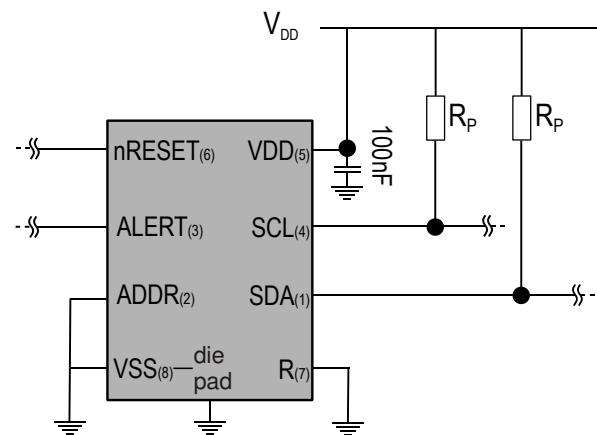 VDD
RP
RP
nRESET(6)
VDD(5)
100nF
ALERT(3)
SCL(4)
ADDR(2)
SDA(1)
VSS(8)
die
pad
R(7)